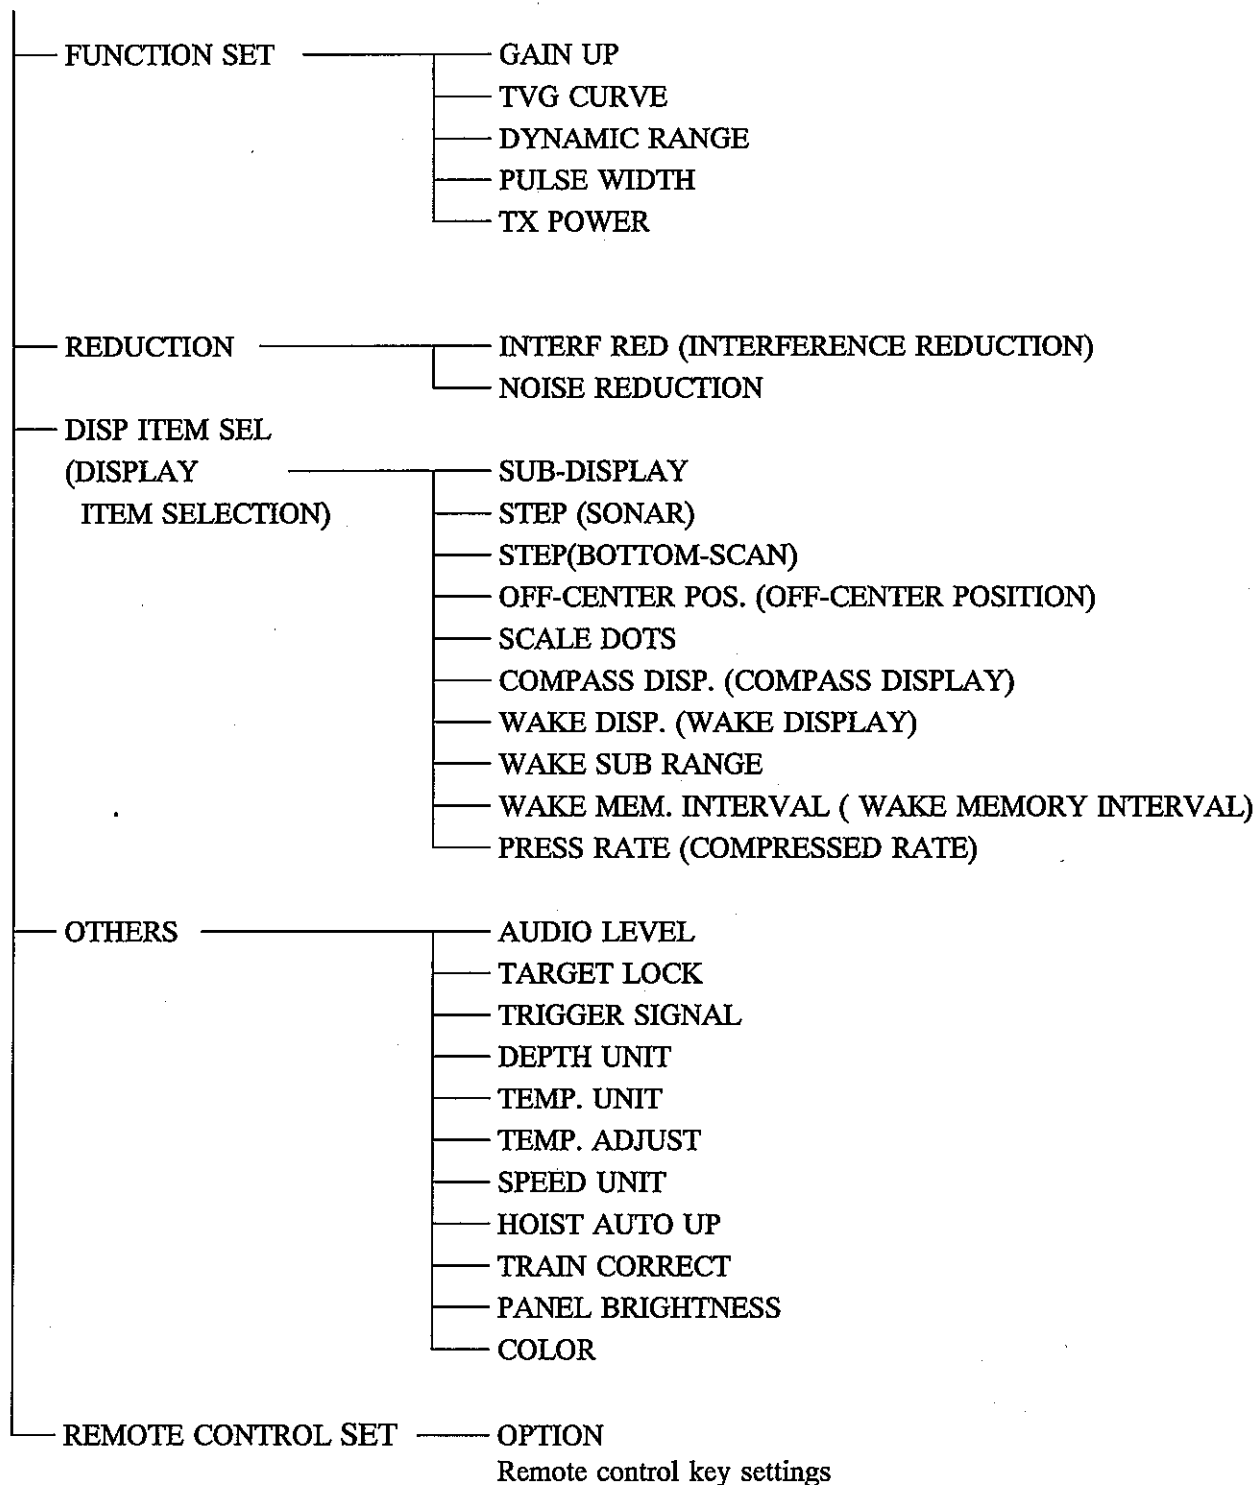 FUNCTION SET GAIN UP
TVG CURVE
DYNAMIC RANGE
PULSE WIDTH
TX POWER
REDUCTION INTERF RED (INTERFERENCE REDUCTION)
NOISE REDUCTION
DISP ITEM SEL
(DISPLAY SUB-DISPLAY
ITEM SELECTION) STEP (SONAR)
STEP(BOTTOM-SCAN)
OFF-CENTER POS. (OFF-CENTER POSITION)
SCALE DOTS
COMPASS DISP. (COMPASS DISPLAY)
WAKE DISP. (WAKE DISPLAY)
WAKE SUB RANGE
WAKE MEM. INTERVAL ( WAKE MEMORY INTERVAL)
PRESS RATE (COMPRESSED RATE)
OTHERS AUDIO LEVEL
TARGET LOCK
TRIGGER SIGNAL
DEPTH UNIT
TEMP. UNIT
TEMP. ADJUST
SPEED UNIT
HOIST AUTO UP
TRAIN CORRECT
PANEL BRIGHTNESS
COLOR
REMOTE CONTROL SET OPTION
Remote control key settings